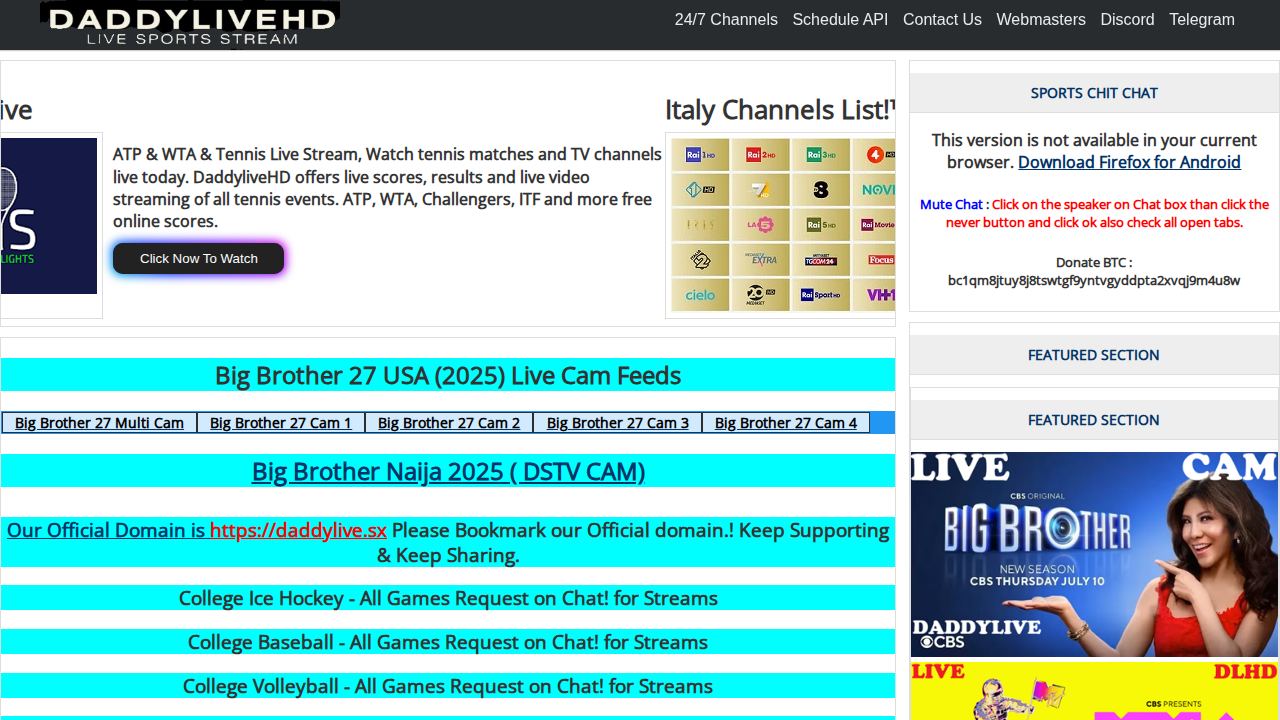 DADDYLIVEHD
LIVE SPORTS STREAM
24/7 Channels Schedule API Contact Us Webmasters Discord Telegram
ive
LIGHTS
ATP & WTA & Tennis Live Stream, Watch tennis matches and TV channels
live today. DaddyliveHD offers live scores, results and live video
streaming of all tennis events. ATP, WTA, Challengers, ITF and more free
online scores.
Click Now To Watch
Italy Channels List!
Rai 1 HD Rai 2 HD Rai 3 HD 4 HD
HD 7 HD 8 NOVE
IRIS LA 5 Rai 5 HD Rai Movie
27 MEDIASET EXTRA MEDIASET TGCOM24 Focus
cielo 20 HD MEDIASET Rai Sport HD VH1
Big Brother 27 USA (2025) Live Cam Feeds
Big Brother 27 Multi Cam Big Brother 27 Cam 1 Big Brother 27 Cam 2 Big Brother 27 Cam 3 Big Brother 27 Cam 4
Big Brother Naija 2025 ( DSTV CAM)
Our Official Domain is https://daddylive.sx Please Bookmark our Official domain.! Keep Supporting
& Keep Sharing.
College Ice Hockey - All Games Request on Chat! for Streams
College Baseball - All Games Request on Chat! for Streams
College Volleyball - All Games Request on Chat! for Streams
SPORTS CHIT CHAT
This version is not available in your current
browser. Download Firefox for Android
Mute Chat : Click on the speaker on Chat box than click the
never button and click ok also check all open tabs.
Donate BTC :
bc1qm8jtuy8j8tswtgf9yntvgyddpta2xvqj9m4u8w
FEATURED SECTION
FEATURED SECTION
LIVE CAM
CBS ORIGINAL
BIG BROTHER
NEW SEASON
CBS THURSDAY JULY 10
DADDYLIVE
CBS
LIVE DLHD
CBS PRESENTS